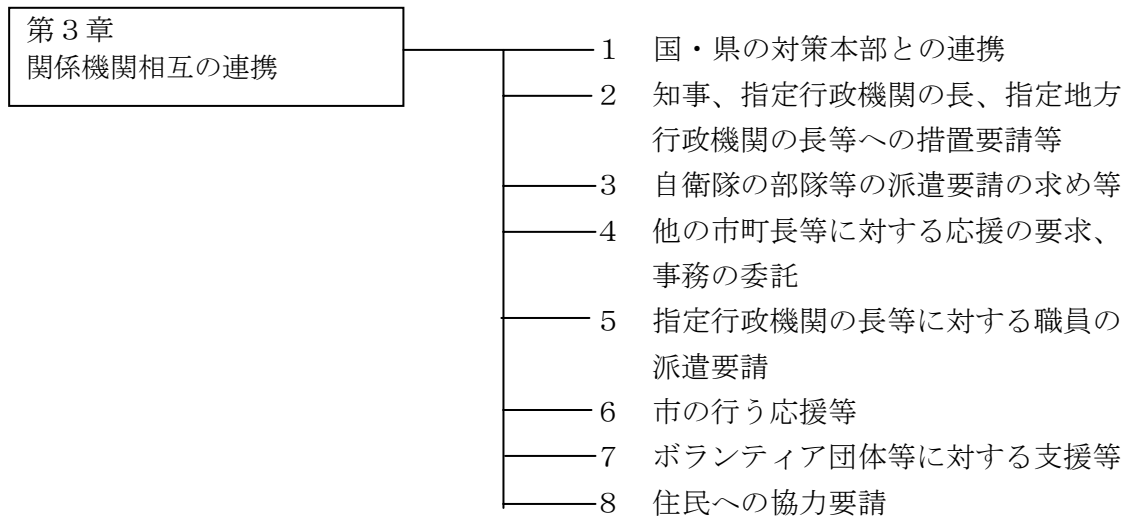 第３章
関係機関相互の連携
１　国・県の対策本部との連携
２　知事、指定行政機関の長、指定地方
行政機関の長等への措置要請等
３　自衛隊の部隊等の派遣要請の求め等
４　他の市町長等に対する応援の要求、
事務の委託
５　指定行政機関の長等に対する職員の
派遣要請
６　市の行う応援等
７　ボランティア団体等に対する支援等
８　住民への協力要請